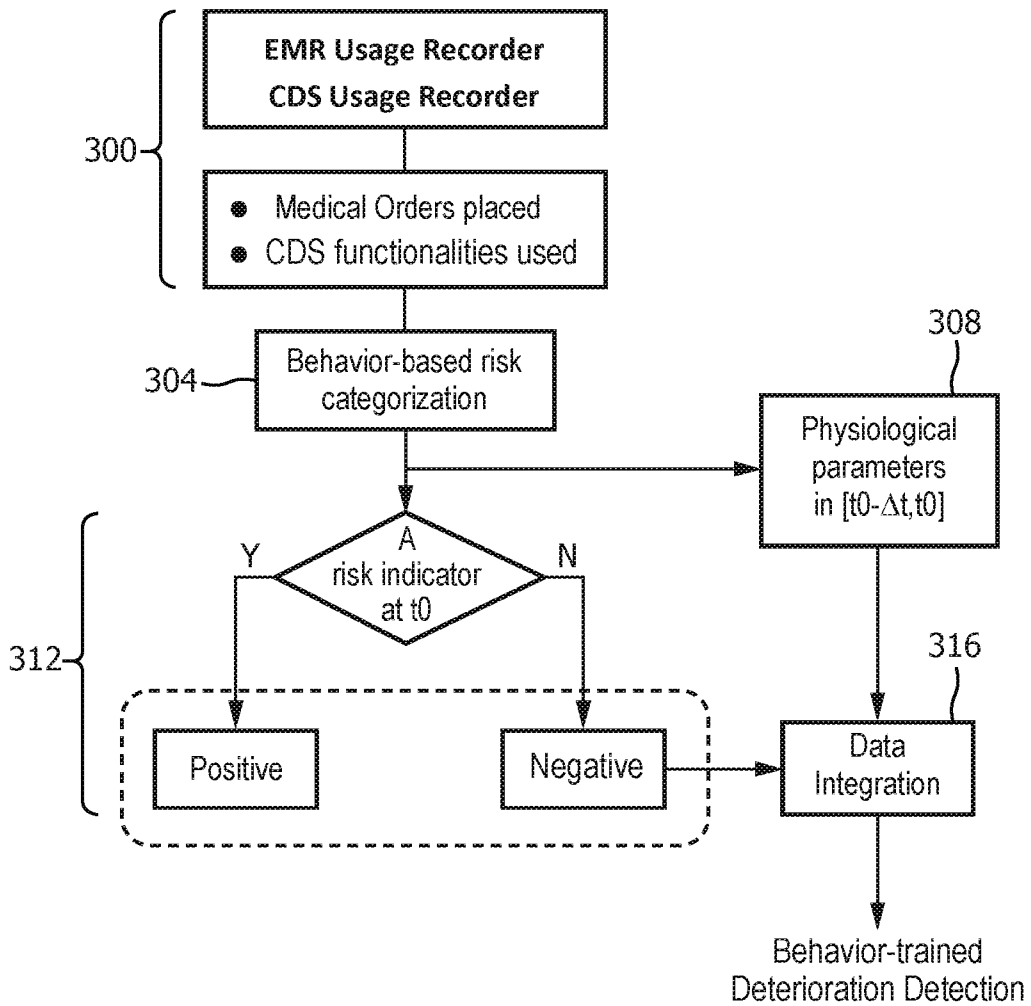 EMR Usage Recorder
CDS Usage Recorder
300
● Medical Orders placed
● CDS functionalities used
304
Behavior-based risk
categorization
308
Physiological
parameters
in [t0-Δt,t0]
312
Y
A
risk indicator
at t0
N
Positive
Negative
316
Data
Integration
Behavior-trained
Deterioration Detection